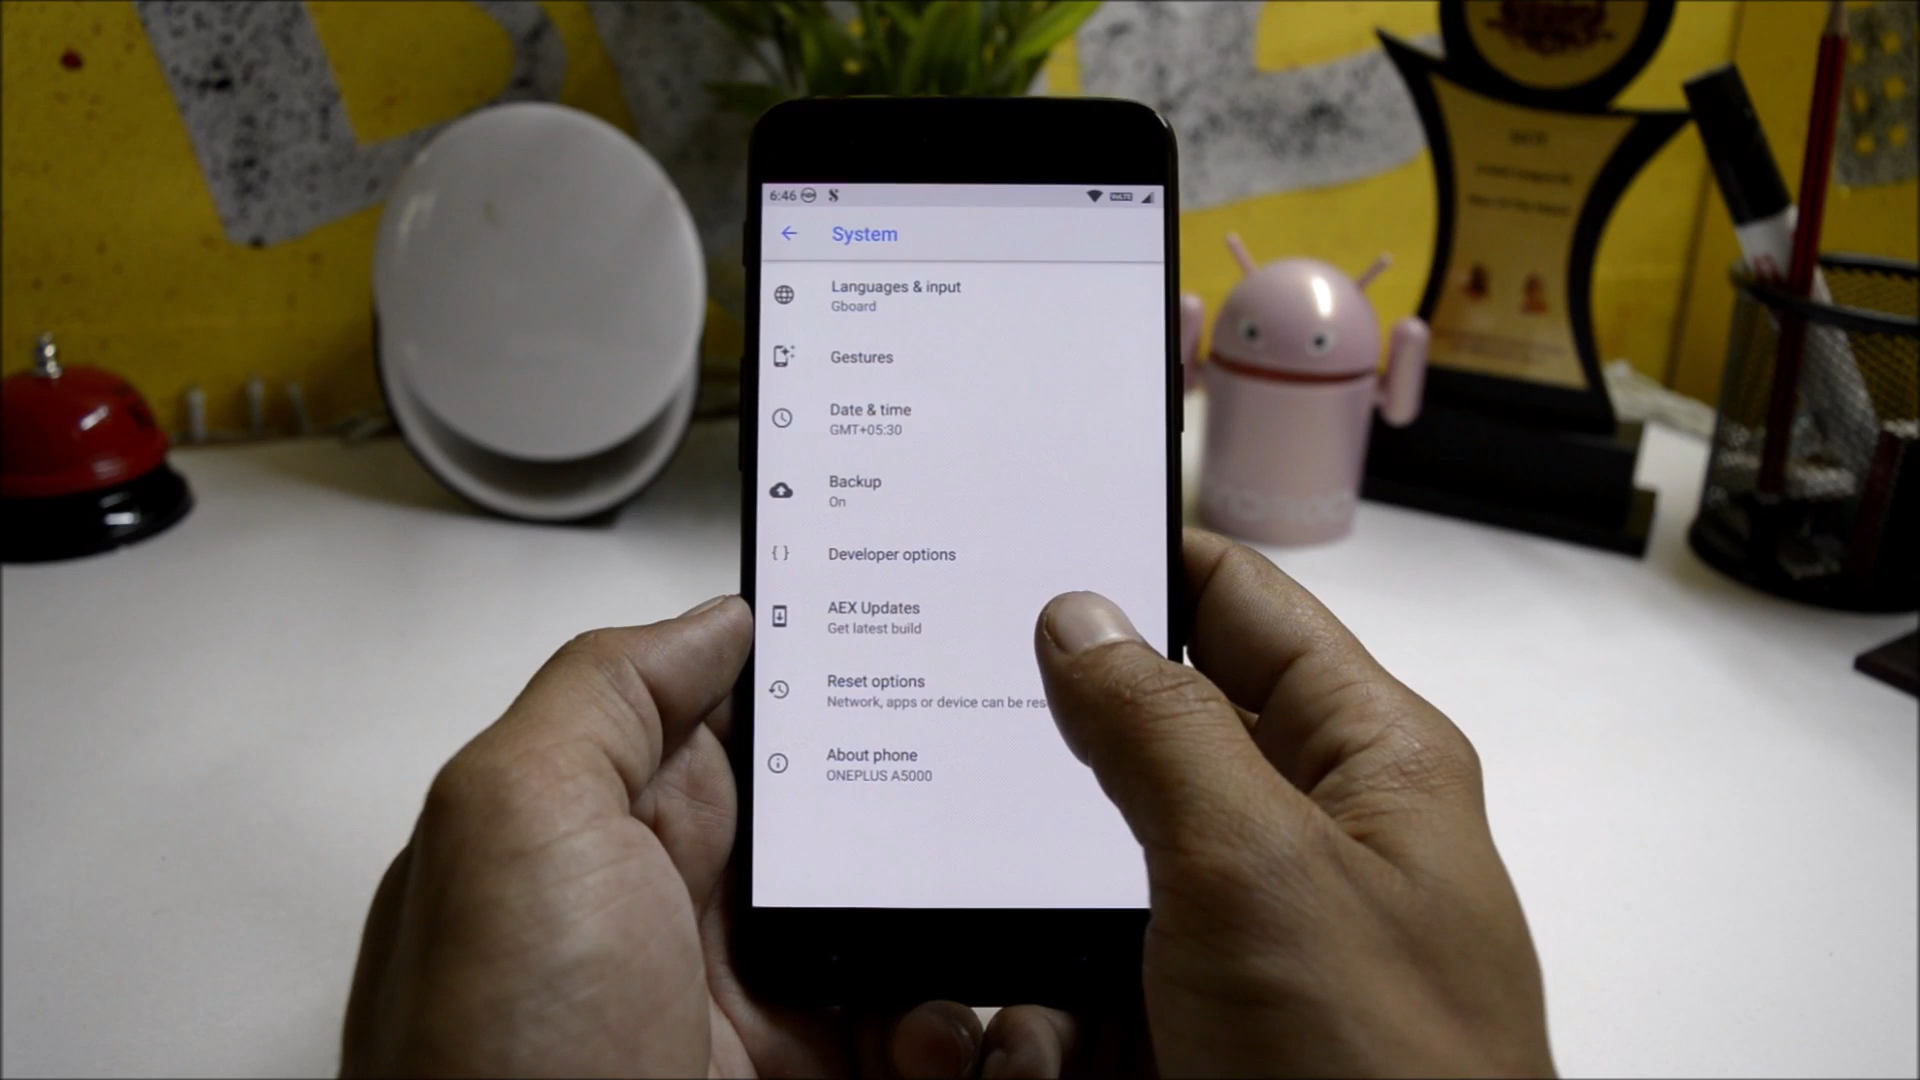 6:46
VoLTE
System
Languages & input
Gboard
Gestures
Date & time
GMT+05:30
Backup
On
{ } Developer options
AEX Updates
Get latest build
Reset options
Network, apps or device can be res
About phone
ONEPLUS A5000